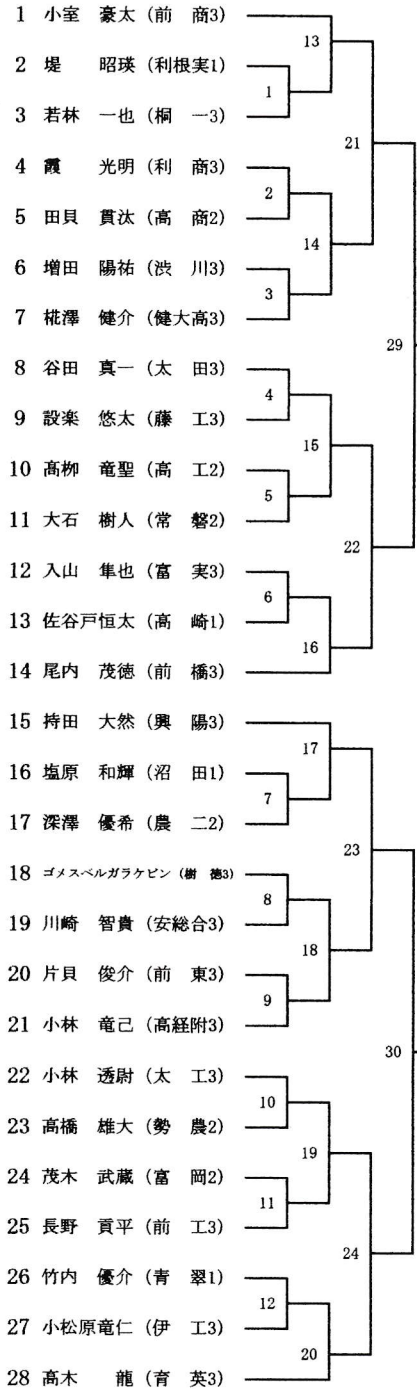 1 小室 豪太 (前 商3)
13
2 堤 昭瑛 (利根実1)
1
3 若林 一也 (桐 一3)
21
4 霞 光明 (利 商3)
2
5 田貝 貫汰 (高 商2)
14
6 増田 陽祐 (渋 川3)
3
7 椛澤 健介 (健大高3)
29
8 谷田 真一 (太 田3)
4
9 設楽 悠太 (藤 工3)
15
10 髙栁 竜聖 (高 工2)
5
11 大石 樹人 (常 磐2)
22
12 入山 隼也 (富 実3)
6
13 佐谷戸恒太 (高 崎1)
16
14 尾内 茂徳 (前 橋3)
15 持田 大然 (興 陽3)
17
16 塩原 和輝 (沼 田1)
7
17 深澤 優希 (農 二2)
23
18 ゴメスベルガラケビン (樹 徳3)
8
19 川崎 智貴 (安総合3)
18
20 片貝 俊介 (前 東3)
9
21 小林 竜己 (高経附3)
30
22 小林 透尉 (太 工3)
10
23 高橋 雄大 (勢 農2)
19
24 茂木 武蔵 (富 岡2)
11
25 長野 貢平 (前 工3)
24
26 竹内 優介 (青 翠1)
12
27 小松原竜仁 (伊 工3)
20
28 高木 龍 (育 英3)